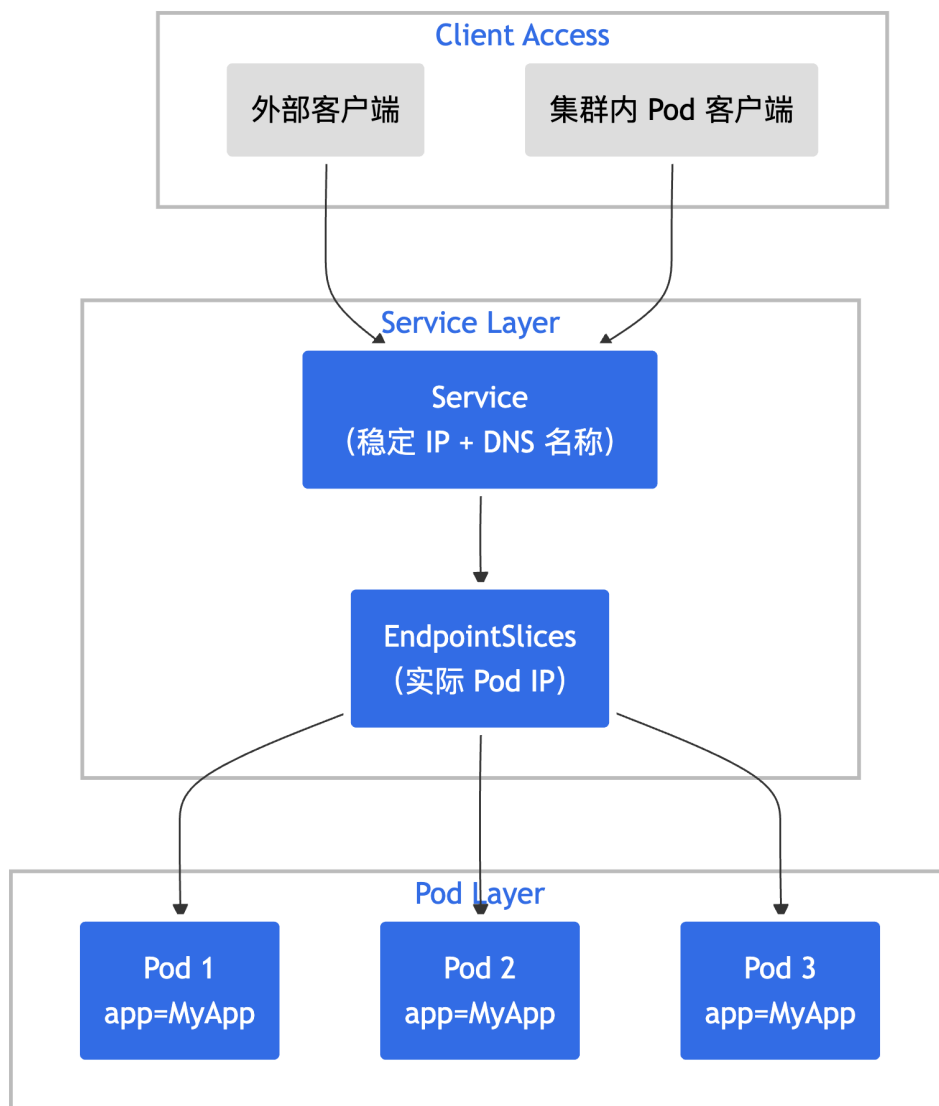 Client Access
外部客户端
集群内 Pod 客户端
Service Layer
Service
（稳定 IP + DNS 名称）
EndpointSlices
（实际 Pod IP）
Pod Layer
Pod 1
app=MyApp
Pod 2
app=MyApp
Pod 3
app=MyApp